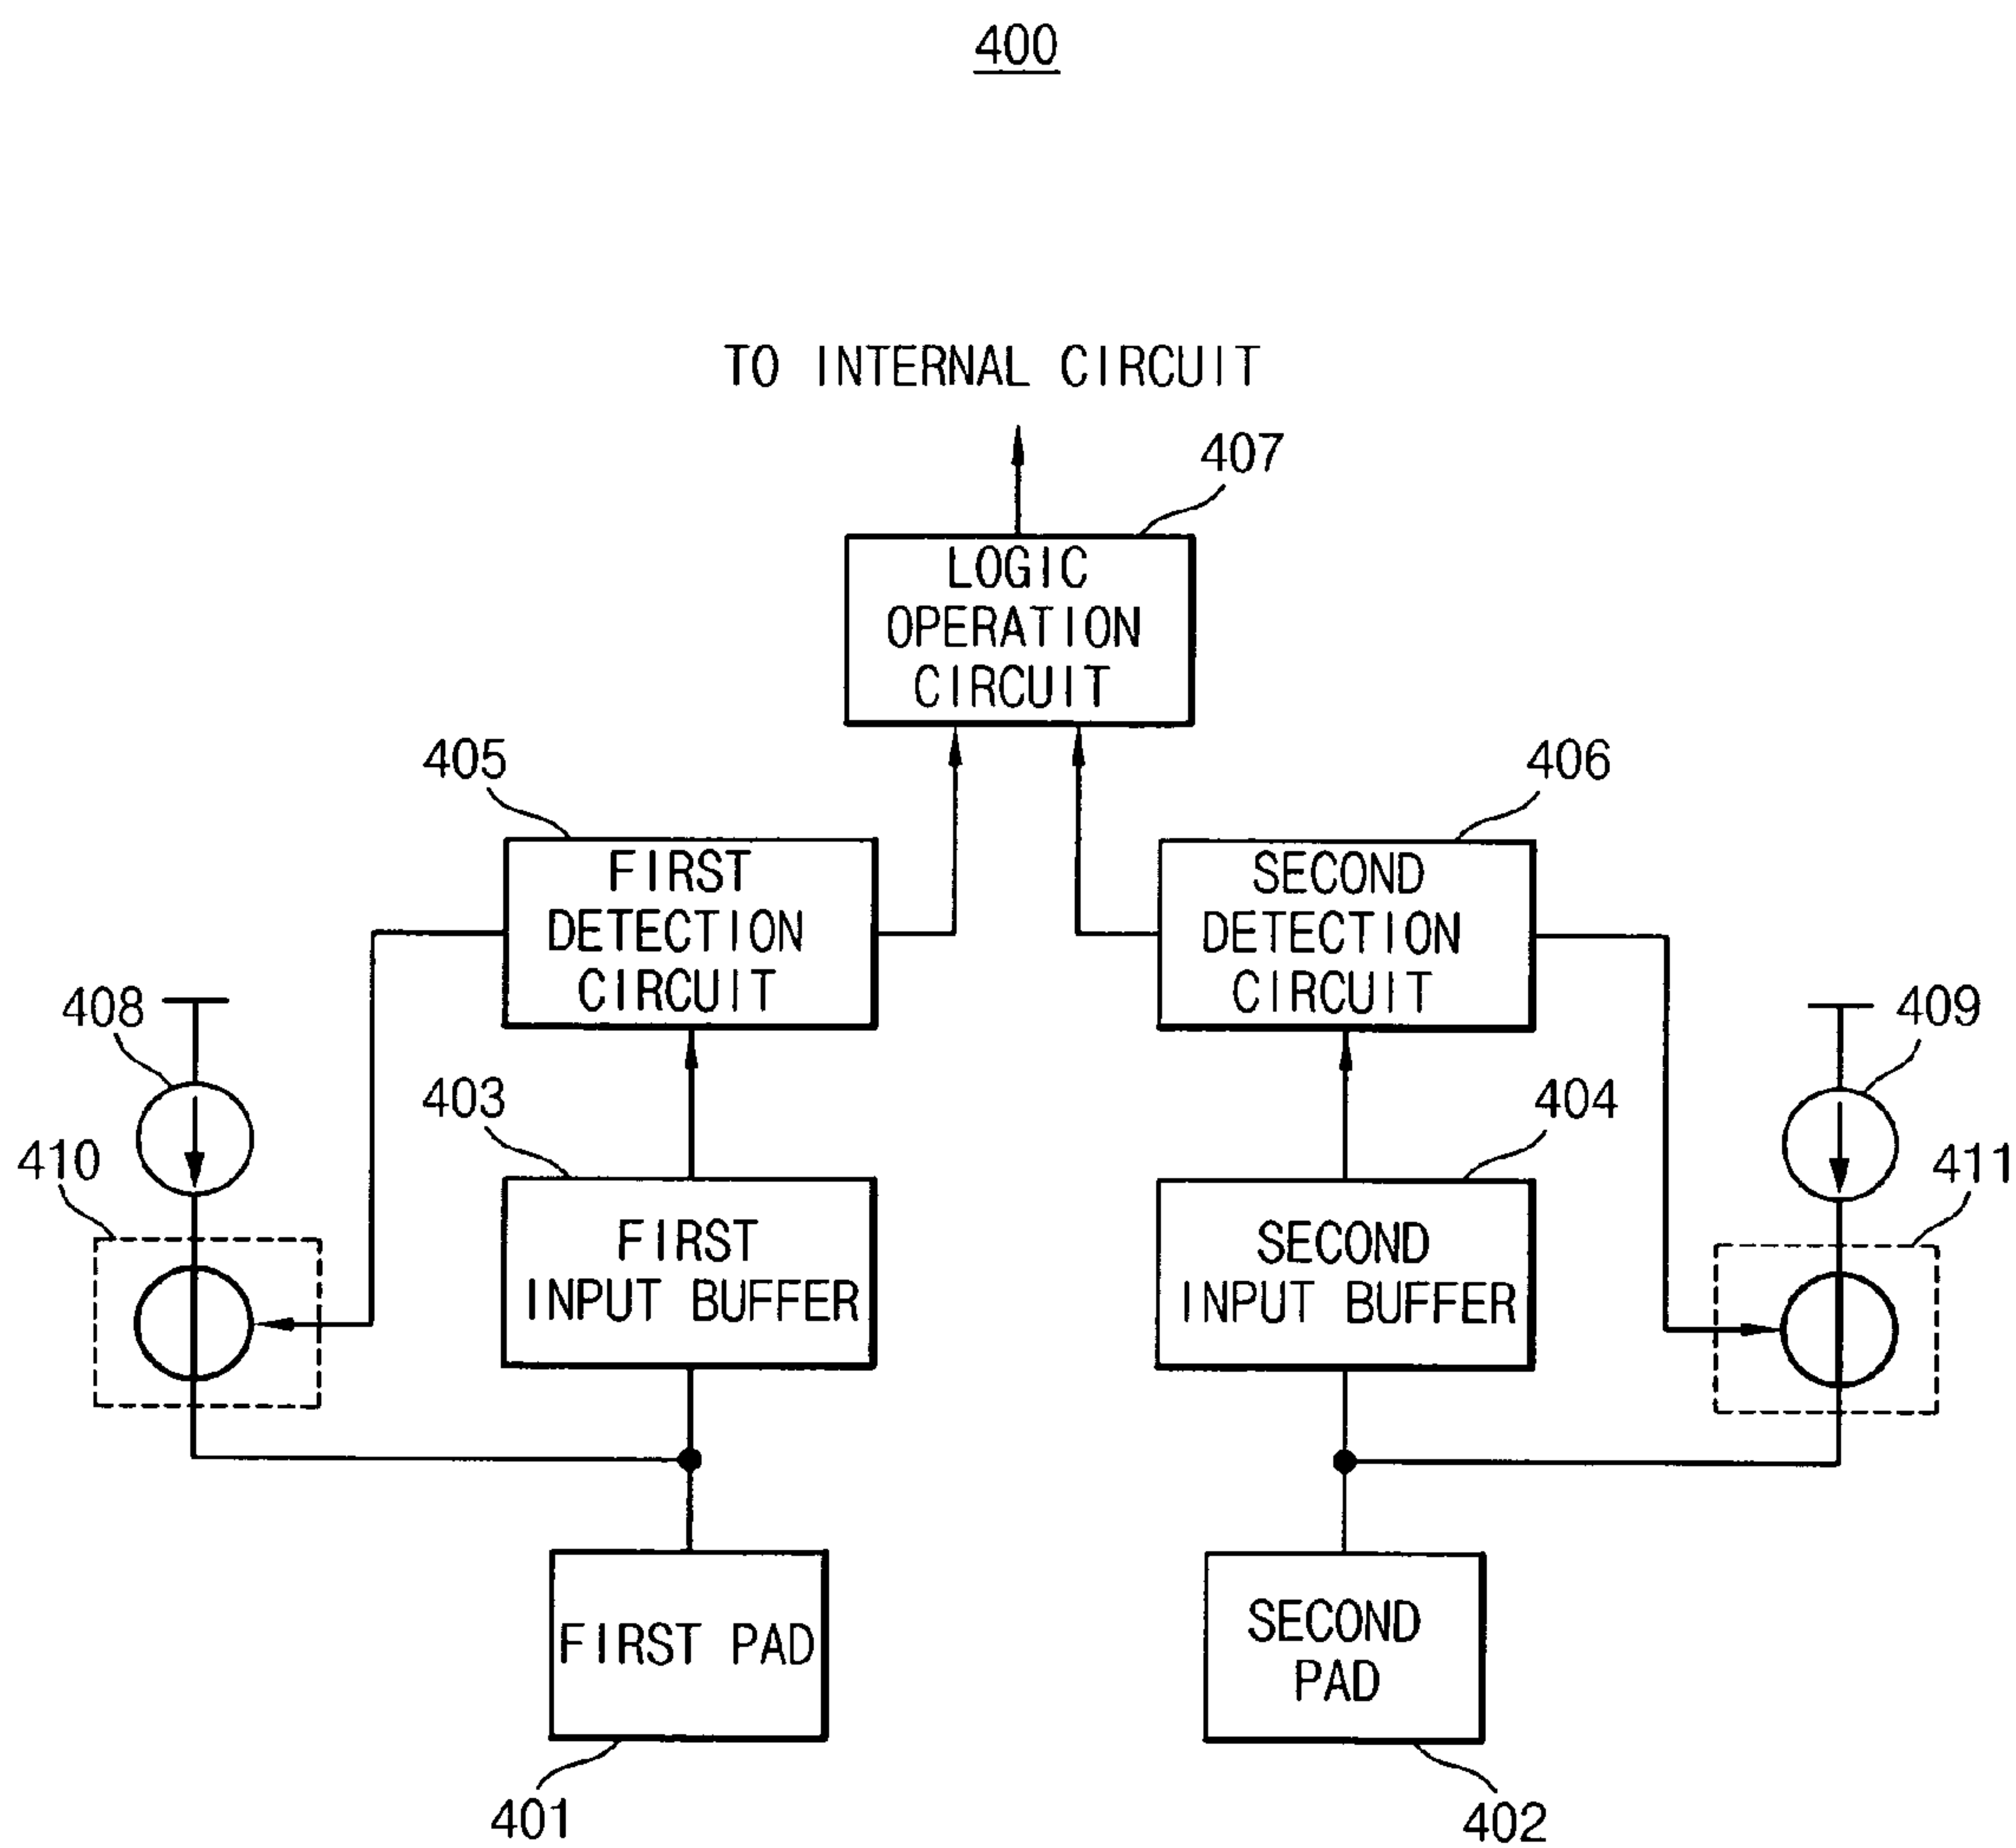 400
TO INTERNAL CIRCUIT
407
LOGIC
OPERATION
CIRCUIT
405
406
FIRST
DETECTION
CIRCUIT
SECOND
DETECTION
CIRCUIT
408
409
403
404
410
411
FIRST
INPUT BUFFER
SECOND
INPUT BUFFER
FIRST PAD
SECOND
PAD
401
402